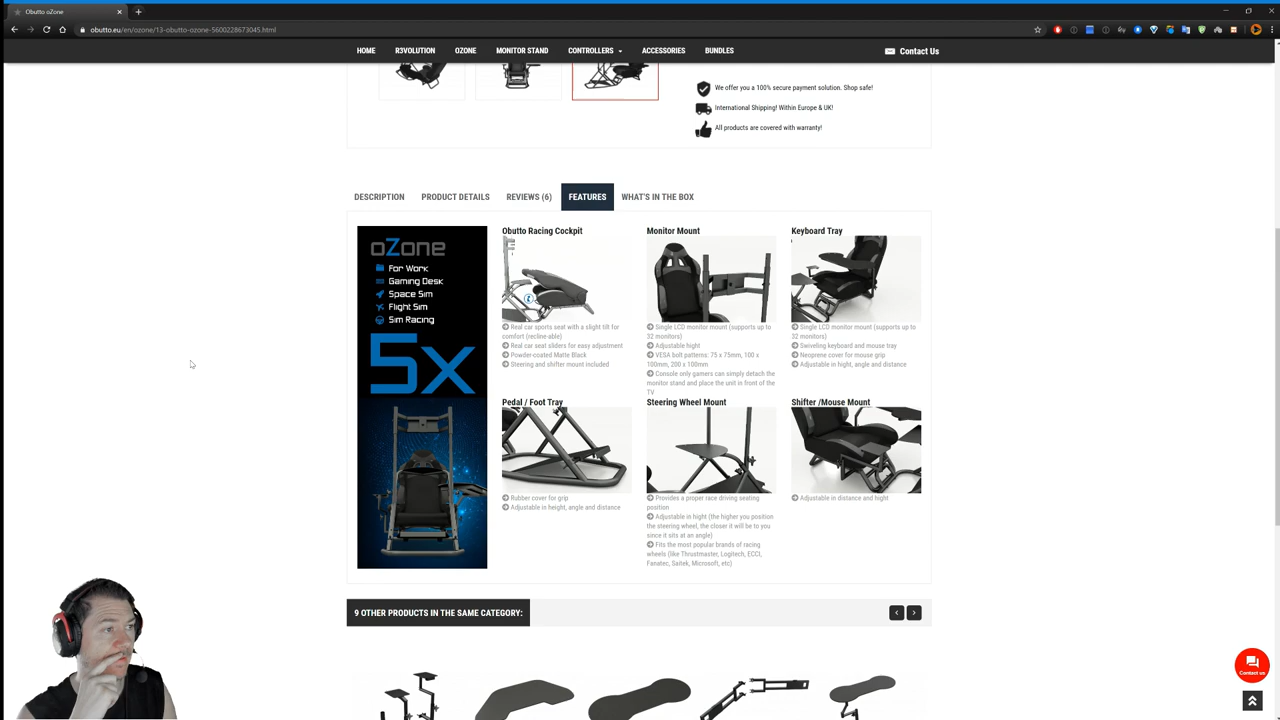 Obutto oZone
obutto.eu/en/ozone/13-obutto-ozone-5600228673045.html
HOME R3VOLUTION OZONE MONITOR STAND CONTROLLERS ACCESSORIES BUNDLES Contact Us
We offer you a 100% secure payment solution. Shop safe!
International Shipping! Within Europe & UK!
All products are covered with warranty!
DESCRIPTION PRODUCT DETAILS REVIEWS (6) FEATURES WHAT'S IN THE BOX
oZone
For Work
Gaming Desk
Space Sim
Flight Sim
Sim Racing
5x
Obutto Racing Cockpit
Real car sports seat with a slight tilt for
comfort (recline-able)
Real car seat sliders for easy adjustment
Powder-coated Matte Black
Steering and shifter mount included
Monitor Mount
Single LCD monitor mount (supports up to
32 monitors)
Adjustable hight
VESA bolt patterns: 75 x 75mm, 100 x
100mm, 200 x 100mm
Console only gamers can simply detach the
monitor stand and place the unit in front of the
TV
Keyboard Tray
Single LCD monitor mount (supports up to
32 monitors)
Swiveling keyboard and mouse tray
Neoprene cover for mouse grip
Adjustable in hight, angle and distance
Pedal / Foot Tray
Rubber cover for grip
Adjustable in height, angle and distance
Steering Wheel Mount
Provides a proper race driving seating
position
Adjustable in hight (the higher you position
the steering wheel, the closer it will be to you
since it sits at an angle)
Fits the most popular brands of racing
wheels (like Thrustmaster, Logitech, ECCI,
Fanatec, Saitek, Microsoft, etc)
Shifter /Mouse Mount
Adjustable in distance and hight
9 OTHER PRODUCTS IN THE SAME CATEGORY:
Contact us